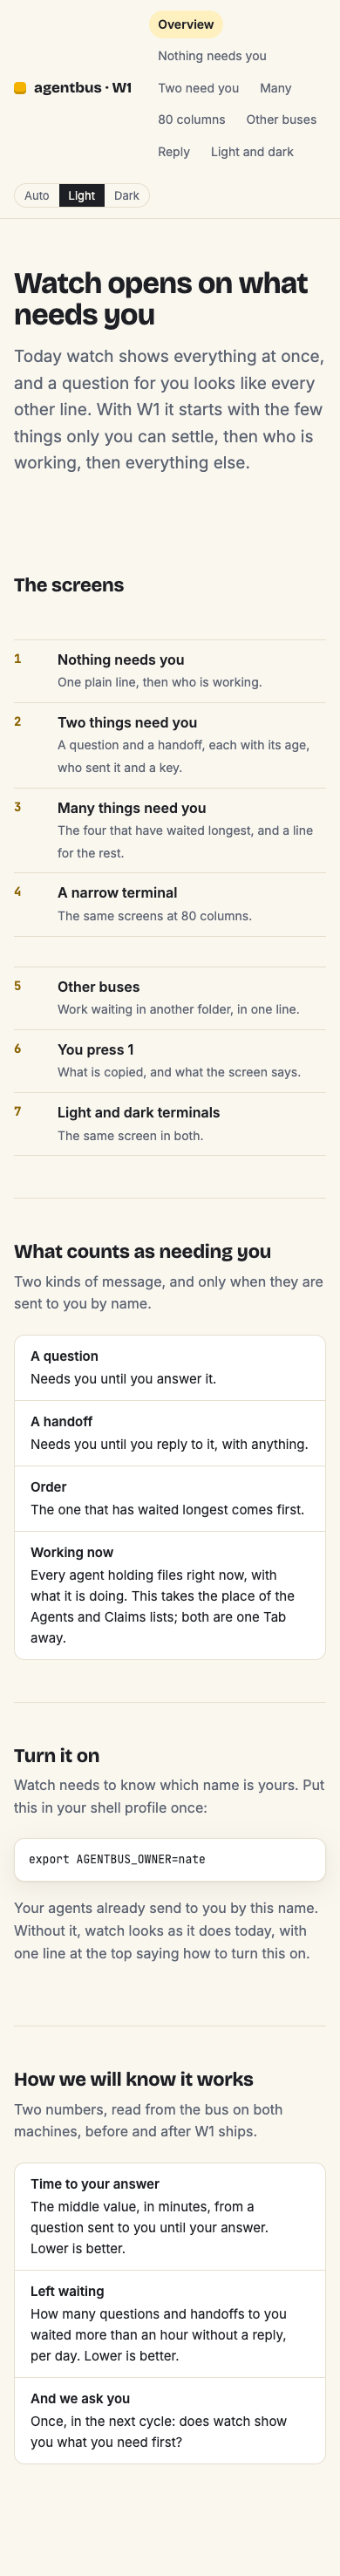 Overview
Nothing needs you
agentbus · W1
Two need you Many
80 columns Other buses
Reply Light and dark
Auto Light Dark
Watch opens on what
needs you
Today watch shows everything at once,
and a question for you looks like every
other line. With W1 it starts with the few
things only you can settle, then who is
working, then everything else.
The screens
1 Nothing needs you
One plain line, then who is working.
2 Two things need you
A question and a handoff, each with its age,
who sent it and a key.
3 Many things need you
The four that have waited longest, and a line
for the rest.
4 A narrow terminal
The same screens at 80 columns.
5 Other buses
Work waiting in another folder, in one line.
6 You press 1
What is copied, and what the screen says.
7 Light and dark terminals
The same screen in both.
What counts as needing you
Two kinds of message, and only when they are
sent to you by name.
A question
Needs you until you answer it.
A handoff
Needs you until you reply to it, with anything.
Order
The one that has waited longest comes first.
Working now
Every agent holding files right now, with
what it is doing. This takes the place of the
Agents and Claims lists; both are one Tab
away.
Turn it on
Watch needs to know which name is yours. Put
this in your shell profile once:
export AGENTBUS_OWNER=nate
Your agents already send to you by this name.
Without it, watch looks as it does today, with
one line at the top saying how to turn this on.
How we will know it works
Two numbers, read from the bus on both
machines, before and after W1 ships.
Time to your answer
The middle value, in minutes, from a
question sent to you until your answer.
Lower is better.
Left waiting
How many questions and handoffs to you
waited more than an hour without a reply,
per day. Lower is better.
And we ask you
Once, in the next cycle: does watch show
you what you need first?